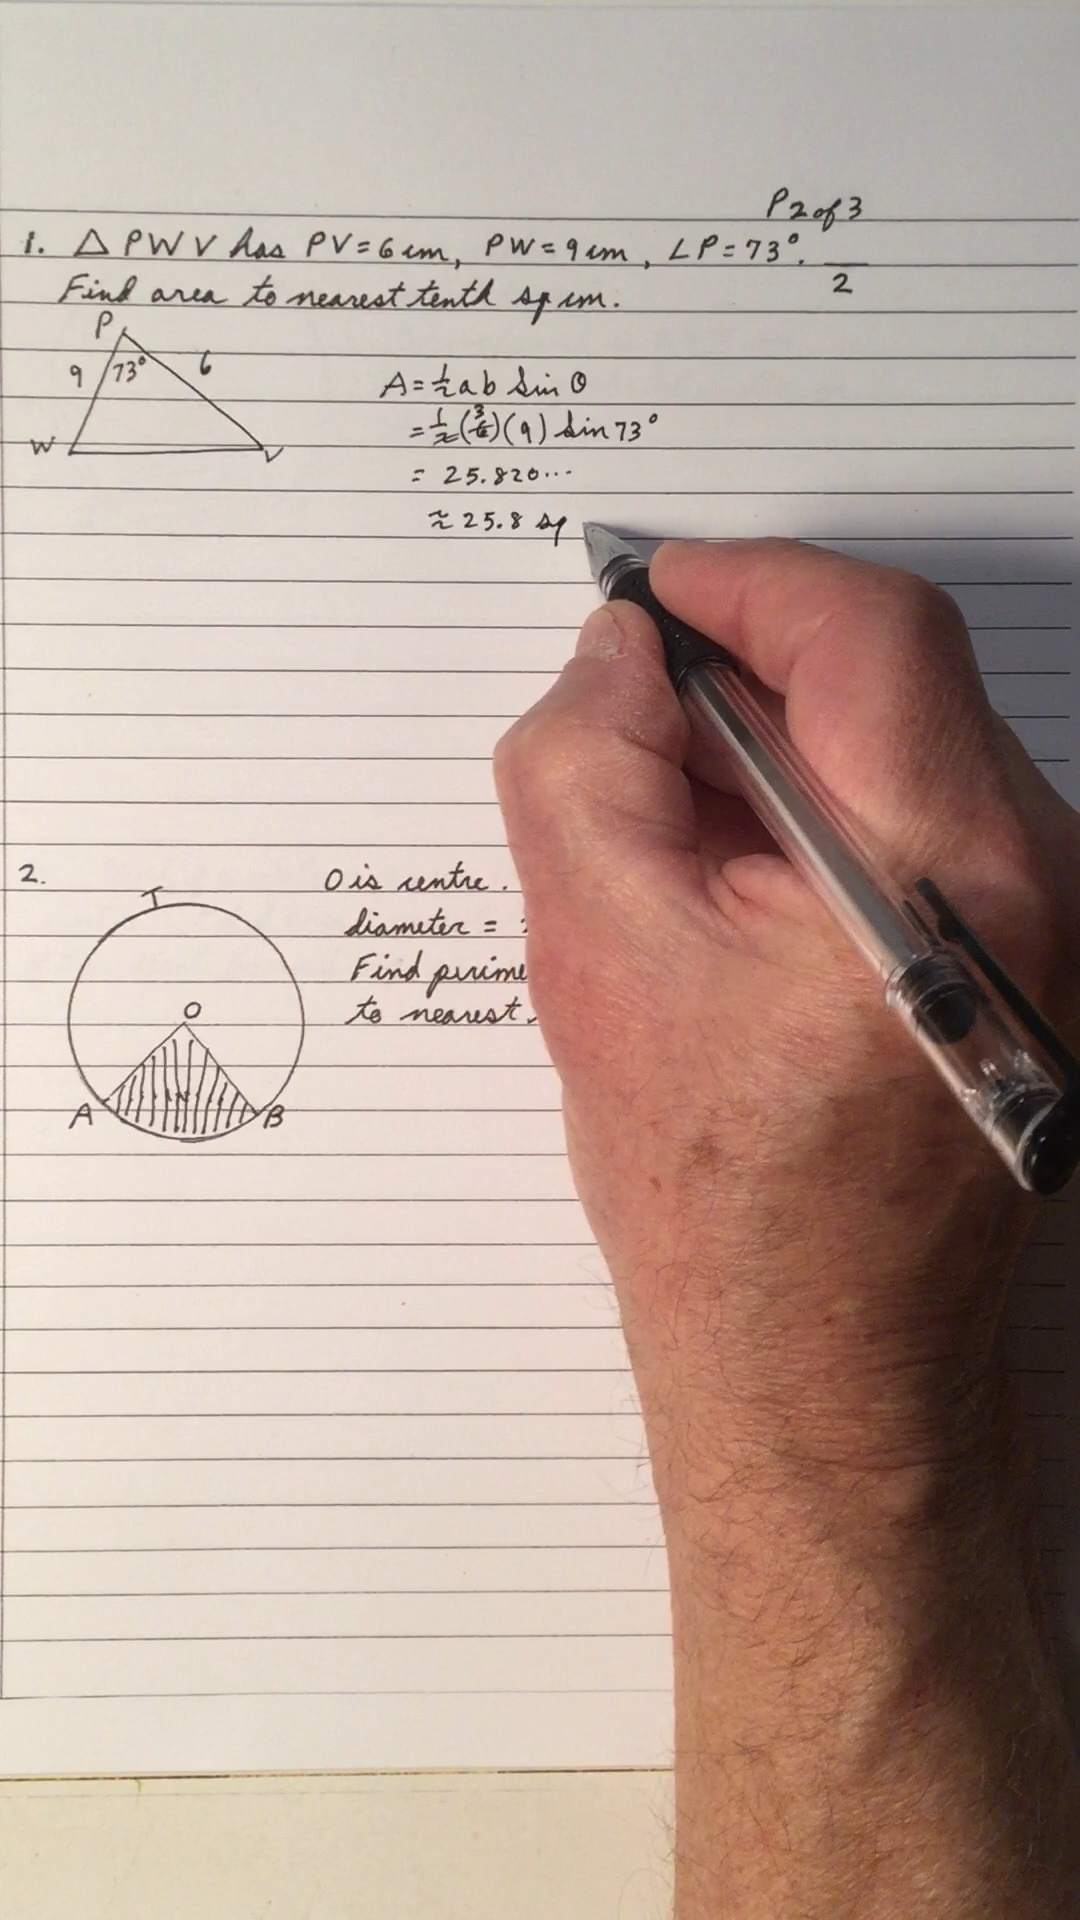 P2 of 3
1. △ PWV has PV = 6 cm, PW = 9 cm, ∠P = 73°.
2
Find area to nearest tenth sq cm.
P
9 73° 6
W V
A = ½ a b sin θ
= ½ (6) 3 (9) sin 73°
= 25.820...
≈ 25.8 sq
2.
T
O
A B
O is centre.
diameter =
Find
to nearest